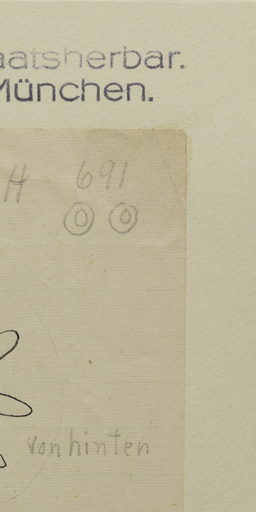 aatsherbar.
München.
H 691
von hinten